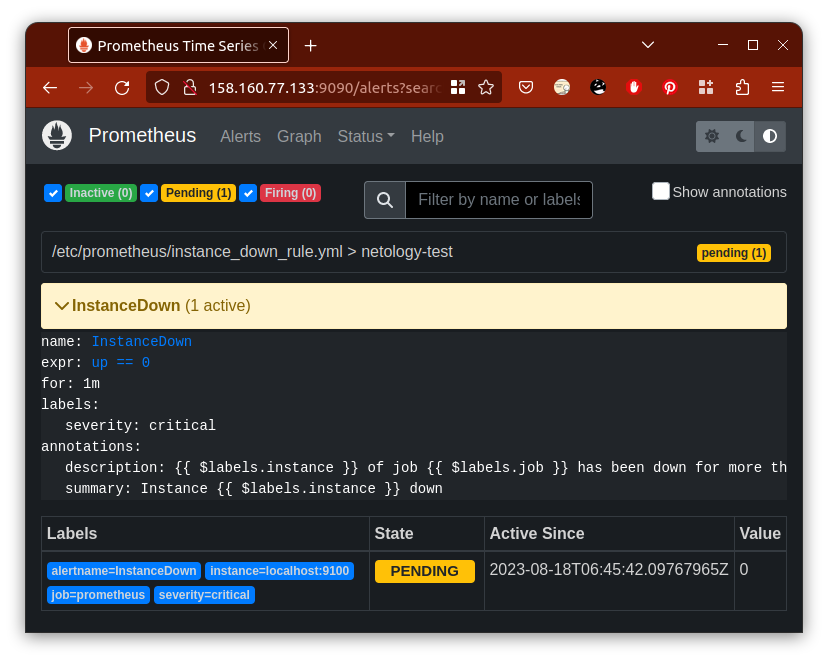 Prometheus Time Series
158.160.77.133:9090/alerts?searc
Prometheus Alerts Graph Status Help
Inactive (0) Pending (1) Firing (0) Filter by name or labels Show annotations
/etc/prometheus/instance_down_rule.yml > netology-test pending (1)
InstanceDown (1 active)
name: InstanceDown
expr: up == 0
for: 1m
labels:
severity: critical
annotations:
description: {{ $labels.instance }} of job {{ $labels.job }} has been down for more th
summary: Instance {{ $labels.instance }} down
Labels State Active Since Value
alertname=InstanceDown instance=localhost:9100 PENDING 2023-08-18T06:45:42.09767965Z 0
job=prometheus severity=critical